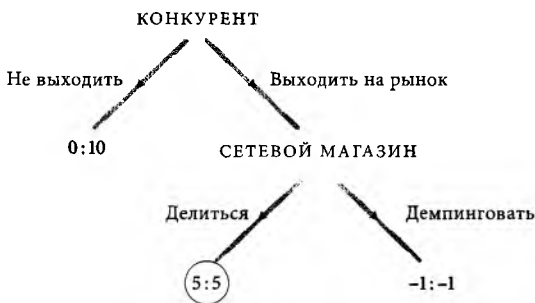 КОНКУРЕНТ
Не выходить Выходить на рынок
0:10 СЕТЕВОЙ МАГАЗИН
Делиться Демпинговать
5:5 –1:–1